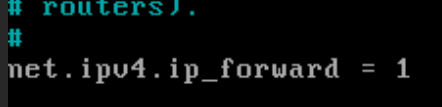 # routers).
#
net.ipv4.ip_forward = 1